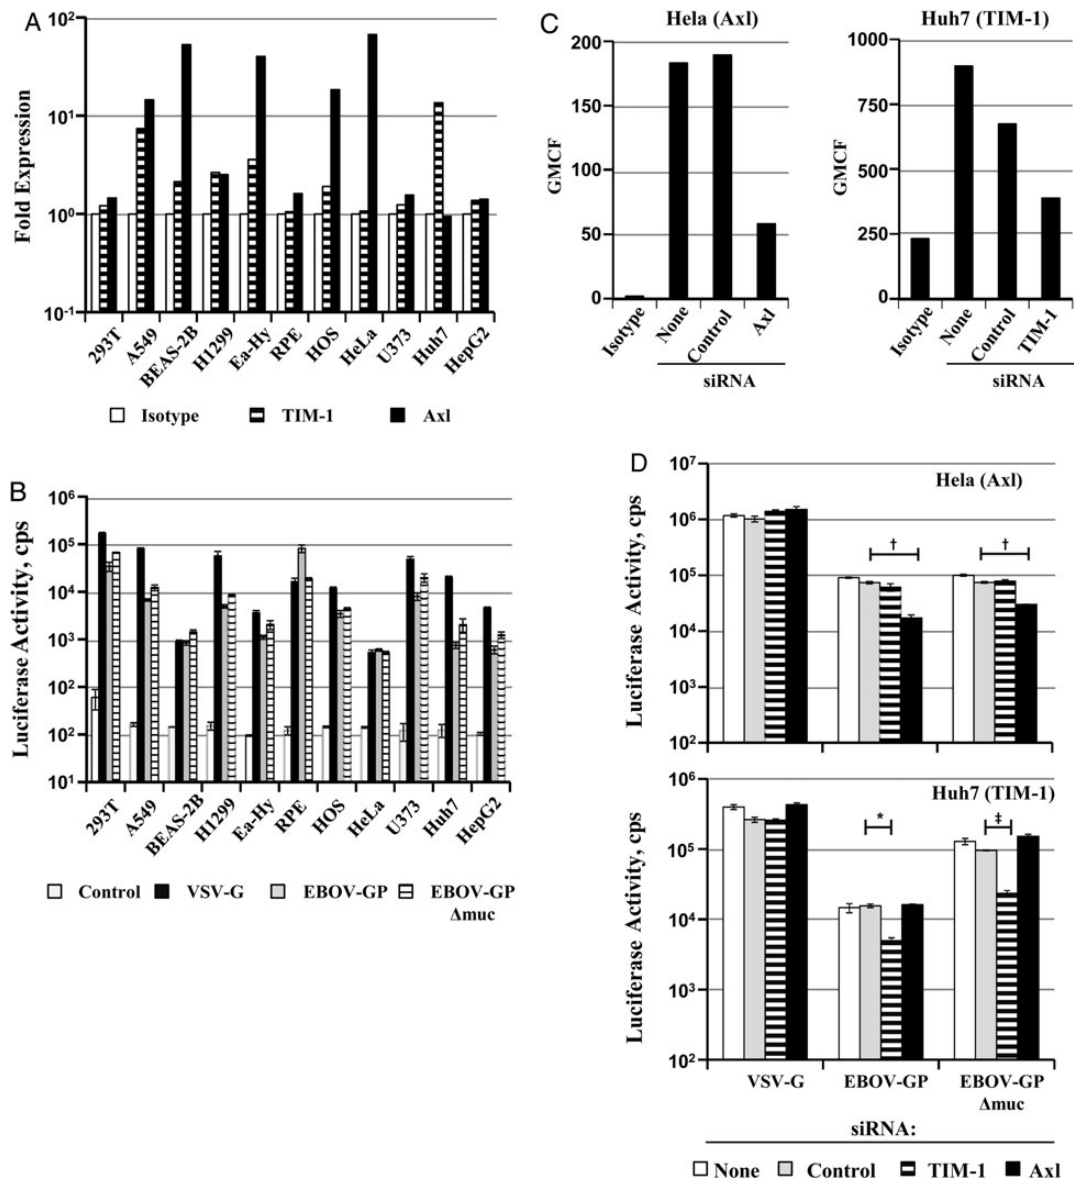 A
10²
10¹
10⁰
10⁻¹
Fold Expression
293T
A549
BEAS-2B
H1299
Ea-Hy
RPE
HOS
HeLa
U373
Huh7
HepG2
Isotype TIM-1 Axl
B
10⁶
10⁵
10⁴
10³
10²
10²
10¹
Luciferase Activity, cps
293T
A549
BEAS-2B
H1299
Ea-Hy
RPE
HOS
HeLa
U373
Huh7
HepG2
Control VSV-G EBOV-GP EBOV-GP
Δmuc
C
Hela (Axl)
200
150
100
50
0
GMCF
Isotype
None
Control
Axl
siRNA
Huh7 (TIM-1)
1000
750
500
250
0
GMCF
Isotype
None
Control
TIM-1
siRNA
D
Hela (Axl)
10⁷
10⁶
10⁵
10⁴
10³
10²
Luciferase Activity, cps
†
†
Huh7 (TIM-1)
10⁶
10⁵
10⁴
10³
10²
Luciferase Activity, cps
*
‡
VSV-G EBOV-GP EBOV-GP
Δmuc
siRNA:
None Control TIM-1 Axl